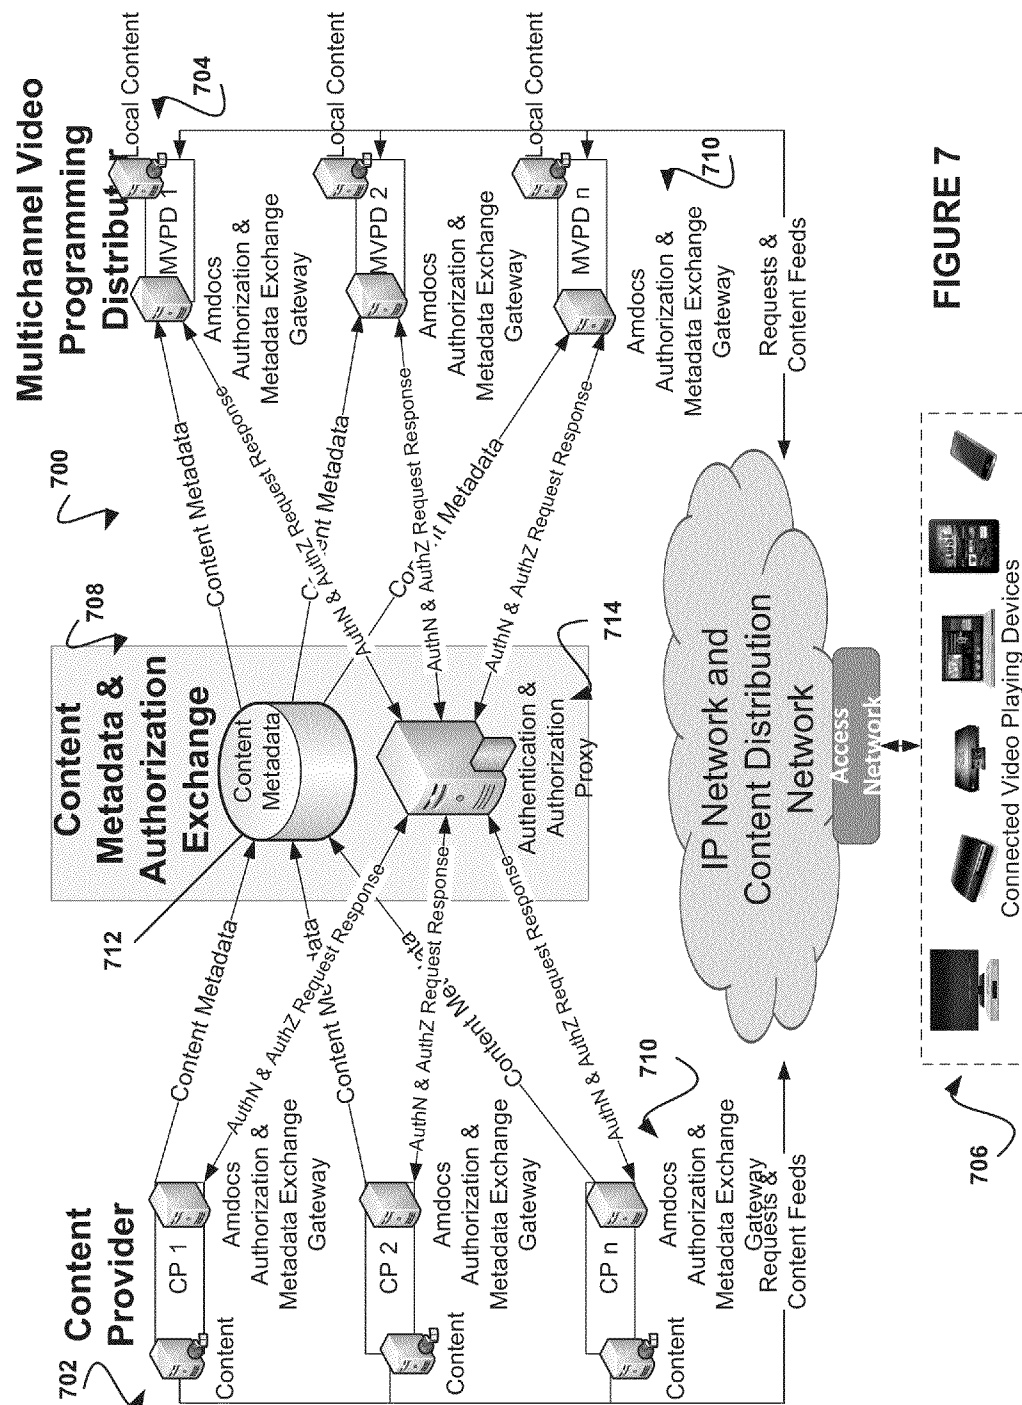 Content
Provider
702
Content
Metadata &
Authorization
Exchange
708
700
Multichannel Video
Programming
Distributor
704
712
CP 1
Content
Amdocs
Authorization &
Metadata Exchange
Gateway
Content Metadata
AuthN & AuthZ Request Response
CP 2
Content
Amdocs
Authorization &
Metadata Exchange
Gateway
Content Metadata
AuthN & AuthZ Request Response
CP n
Content
Amdocs
Authorization &
Metadata Exchange
Gateway
710
Content Metadata
AuthN & AuthZ Request Response
Requests &
Content Feeds
Content
Metadata
Authentication &
Authorization
Proxy
714
Content Metadata
AuthN & AuthZ Request Response
MVPD 1
Local Content
Amdocs
Authorization &
Metadata Exchange
Gateway
Content Metadata
AuthN & AuthZ Request Response
MVPD 2
Local Content
Amdocs
Authorization &
Metadata Exchange
Gateway
Content Metadata
AuthN & AuthZ Request Response
MVPD n
Local Content
Amdocs
Authorization &
Metadata Exchange
Gateway
710
Requests &
Content Feeds
IP Network and
Content Distribution
Network
Access
Network
706
Connected Video Playing Devices
FIGURE 7